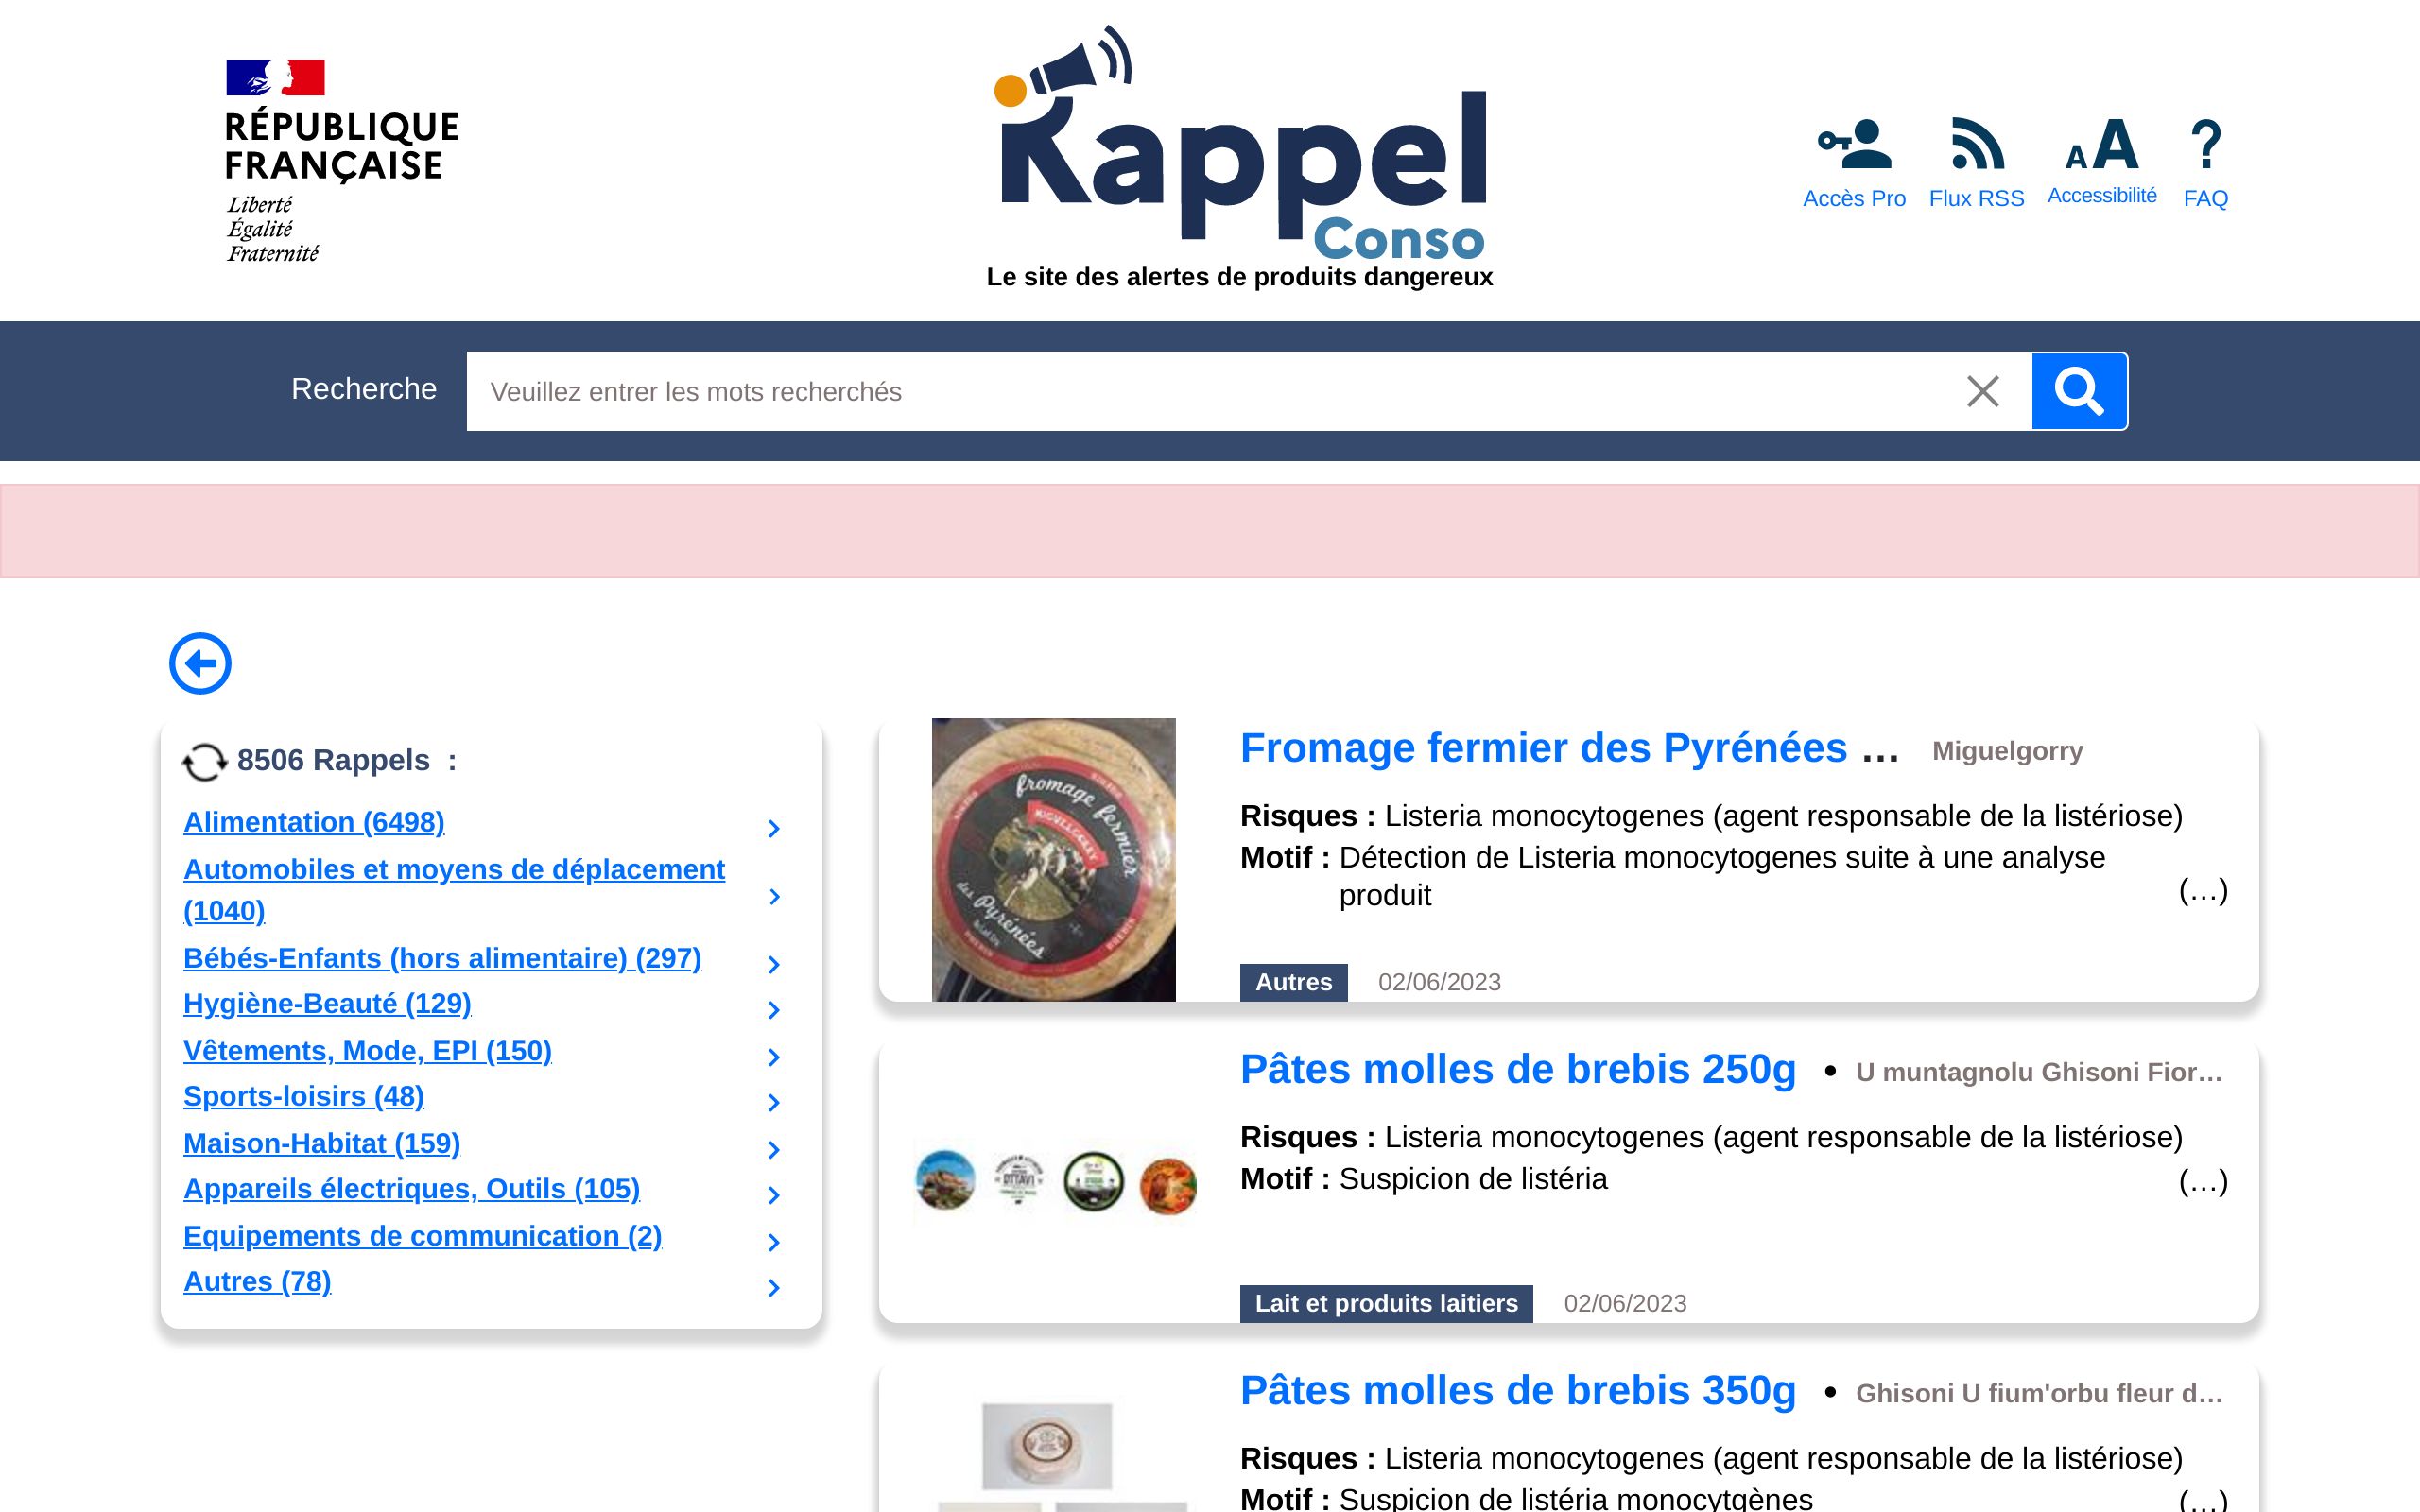 RÉPUBLIQUE
FRANÇAISE
Liberté
Égalité
Fraternité
Rappel
Conso
Le site des alertes de produits dangereux
Accès Pro
Flux RSS
AA
Accessibilité
?
FAQ
Recherche
Veuillez entrer les mots recherchés
8506 Rappels :
Alimentation (6498)
Automobiles et moyens de déplacement
(1040)
Bébés-Enfants (hors alimentaire) (297)
Hygiène-Beauté (129)
Vêtements, Mode, EPI (150)
Sports-loisirs (48)
Maison-Habitat (159)
Appareils électriques, Outils (105)
Equipements de communication (2)
Autres (78)
fromage fermier
des Pyrénées
Fromage fermier des Pyrénées ... Miguelgorry
Risques : Listeria monocytogenes (agent responsable de la listériose)
Motif : Détection de Listeria monocytogenes suite à une analyse
produit
(...)
Autres 02/06/2023
OTTAVI
Pâtes molles de brebis 250g • U muntagnolu Ghisoni Fior...
Risques : Listeria monocytogenes (agent responsable de la listériose)
Motif : Suspicion de listéria
(...)
Lait et produits laitiers 02/06/2023
Pâtes molles de brebis 350g • Ghisoni U fium'orbu fleur d...
Risques : Listeria monocytogenes (agent responsable de la listériose)
Motif : Suspicion de listéria monocytgènes
(...)